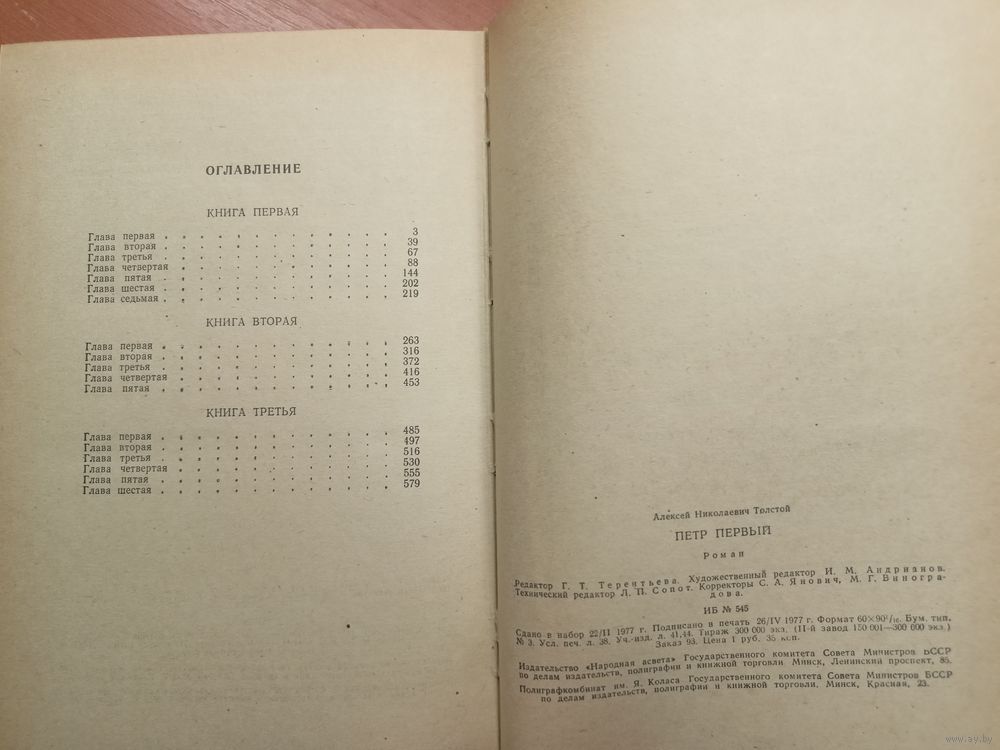 ОГЛАВЛЕНИЕ
КНИГА ПЕРВАЯ
Глава первая . . . . . . . . . . . . . 3
Глава вторая . . . . . . . . . . . . . 39
Глава третья . . . . . . . . . . . . . 67
Глава четвертая . . . . . . . . . . . . 88
Глава пятая . . . . . . . . . . . . . 144
Глава шестая . . . . . . . . . . . . . 202
Глава седьмая . . . . . . . . . . . . . 219
КНИГА ВТОРАЯ
Глава первая . . . . . . . . . . . . . 263
Глава вторая . . . . . . . . . . . . . 316
Глава третья . . . . . . . . . . . . . 372
Глава четвертая . . . . . . . . . . . . 416
Глава пятая . . . . . . . . . . . . . 453
КНИГА ТРЕТЬЯ
Глава первая . . . . . . . . . . . . . 485
Глава вторая . . . . . . . . . . . . . 497
Глава третья . . . . . . . . . . . . . 516
Глава четвертая . . . . . . . . . . . . 530
Глава пятая . . . . . . . . . . . . . 555
Глава шестая . . . . . . . . . . . . . 579
Алексей Николаевич Толстой
ПЕТР ПЕРВЫЙ
Роман
Редактор Г. Т. Терентьева. Художественный редактор И. М. Андрианов.
Технический редактор Л. П. Сопот. Корректоры С. А. Янович, М. Г. Виногра-
дова.
ИБ № 545
Сдано в набор 22/II 1977 г. Подписано в печать 26/IV 1977 г. Формат 60×90¹/₁₆. Бум. тип.
№ 3. Усл. печ. л. 38. Уч.-изд. л. 41,44. Тираж 300 000 экз. (II-й завод 150 001—300 000 экз.)
Заказ 93. Цена 1 руб. 35 коп.
Издательство «Народная асвета» Государственного комитета Совета Министров БССР
по делам издательств, полиграфии и книжной торговли. Минск, Ленинский проспект, 85.
Полиграфкомбинат им. Я. Коласа Государственного комитета Совета Министров БССР
по делам издательств, полиграфии и книжной торговли. Минск, Красная, 23.
www.ay.by